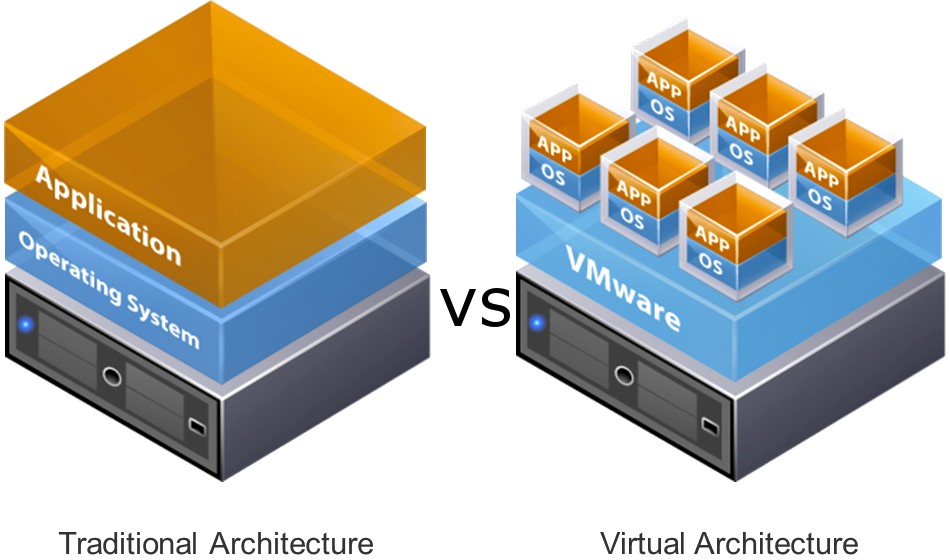 Application
Operating System
vs
APP
OS
APP
OS
APP
OS
APP
OS
APP
OS
APP
OS
VMware
Traditional Architecture
Virtual Architecture